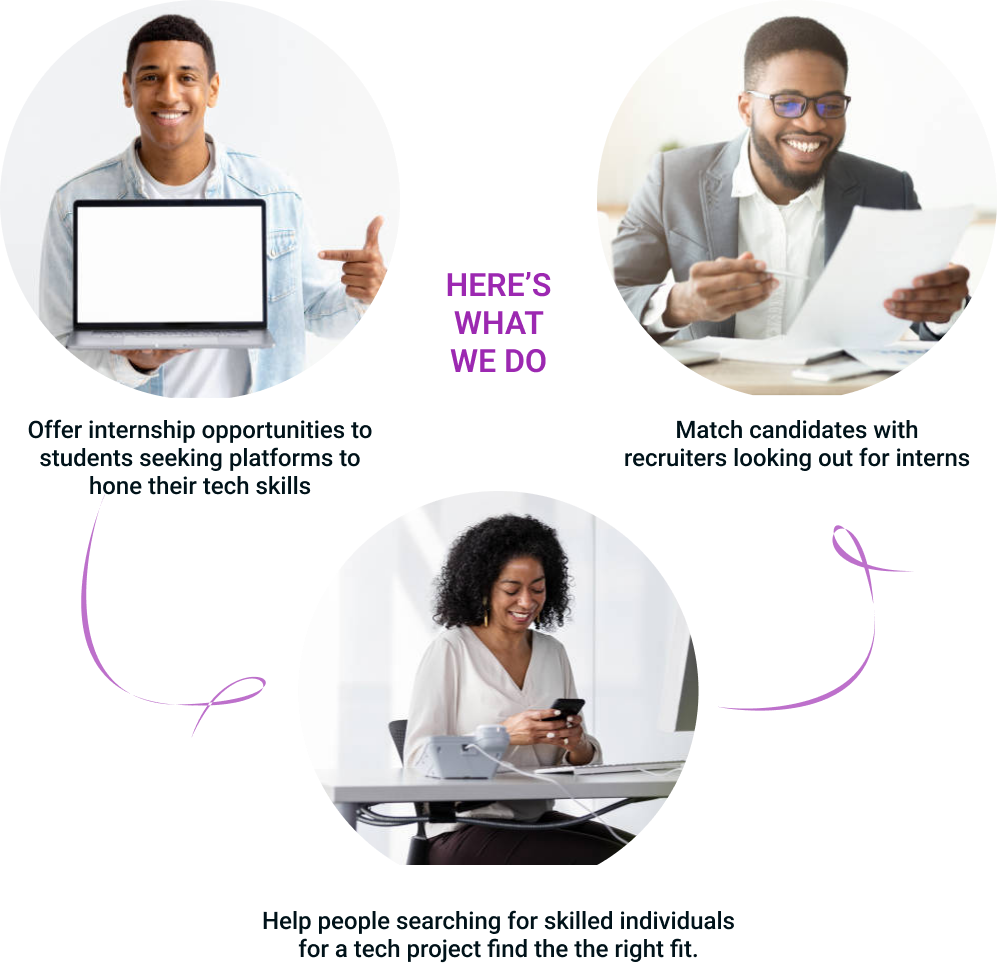 HERE’S
WHAT
WE DO
Offer internship opportunities to
students seeking platforms to
hone their tech skills
Match candidates with
recruiters looking out for interns
Help people searching for skilled individuals
for a tech project find the the right fit.